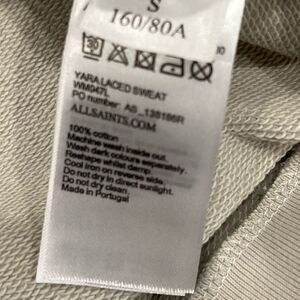 S
160/80A
30
YARA LACED SWEAT
WM047L
PO number: AS_138186R
ALLSAINTS.COM
100% cotton
Machine wash inside out.
Wash dark colours separately.
Reshape whilst damp
Cool iron on reverse side
Do not dry in direct sunlight.
Do not dry clean.
Made in Portugal